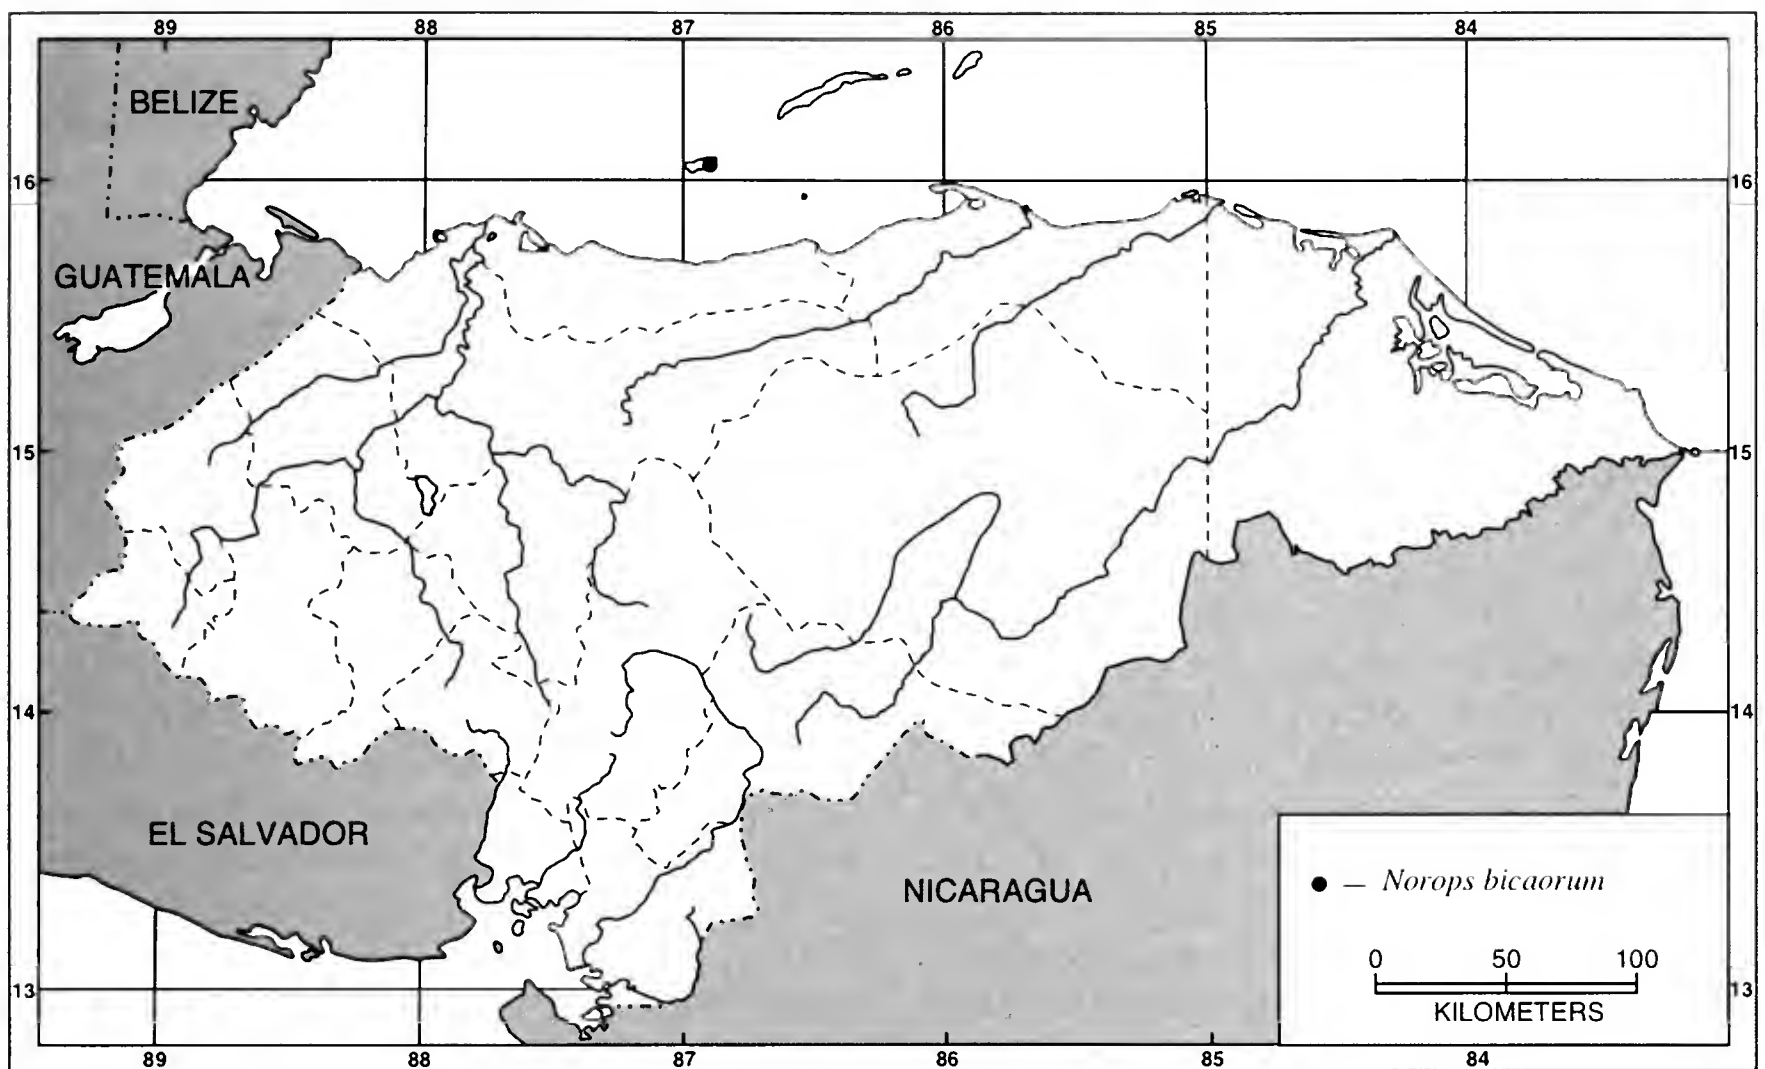 89 88 87 86 85 84
BELIZE
16 16
GUATEMALA
15 15
14 14
EL SALVADOR
NICARAGUA
● — Norops bicaorum
0 50 100
KILOMETERS
13 13
89 88 87 86 85 84